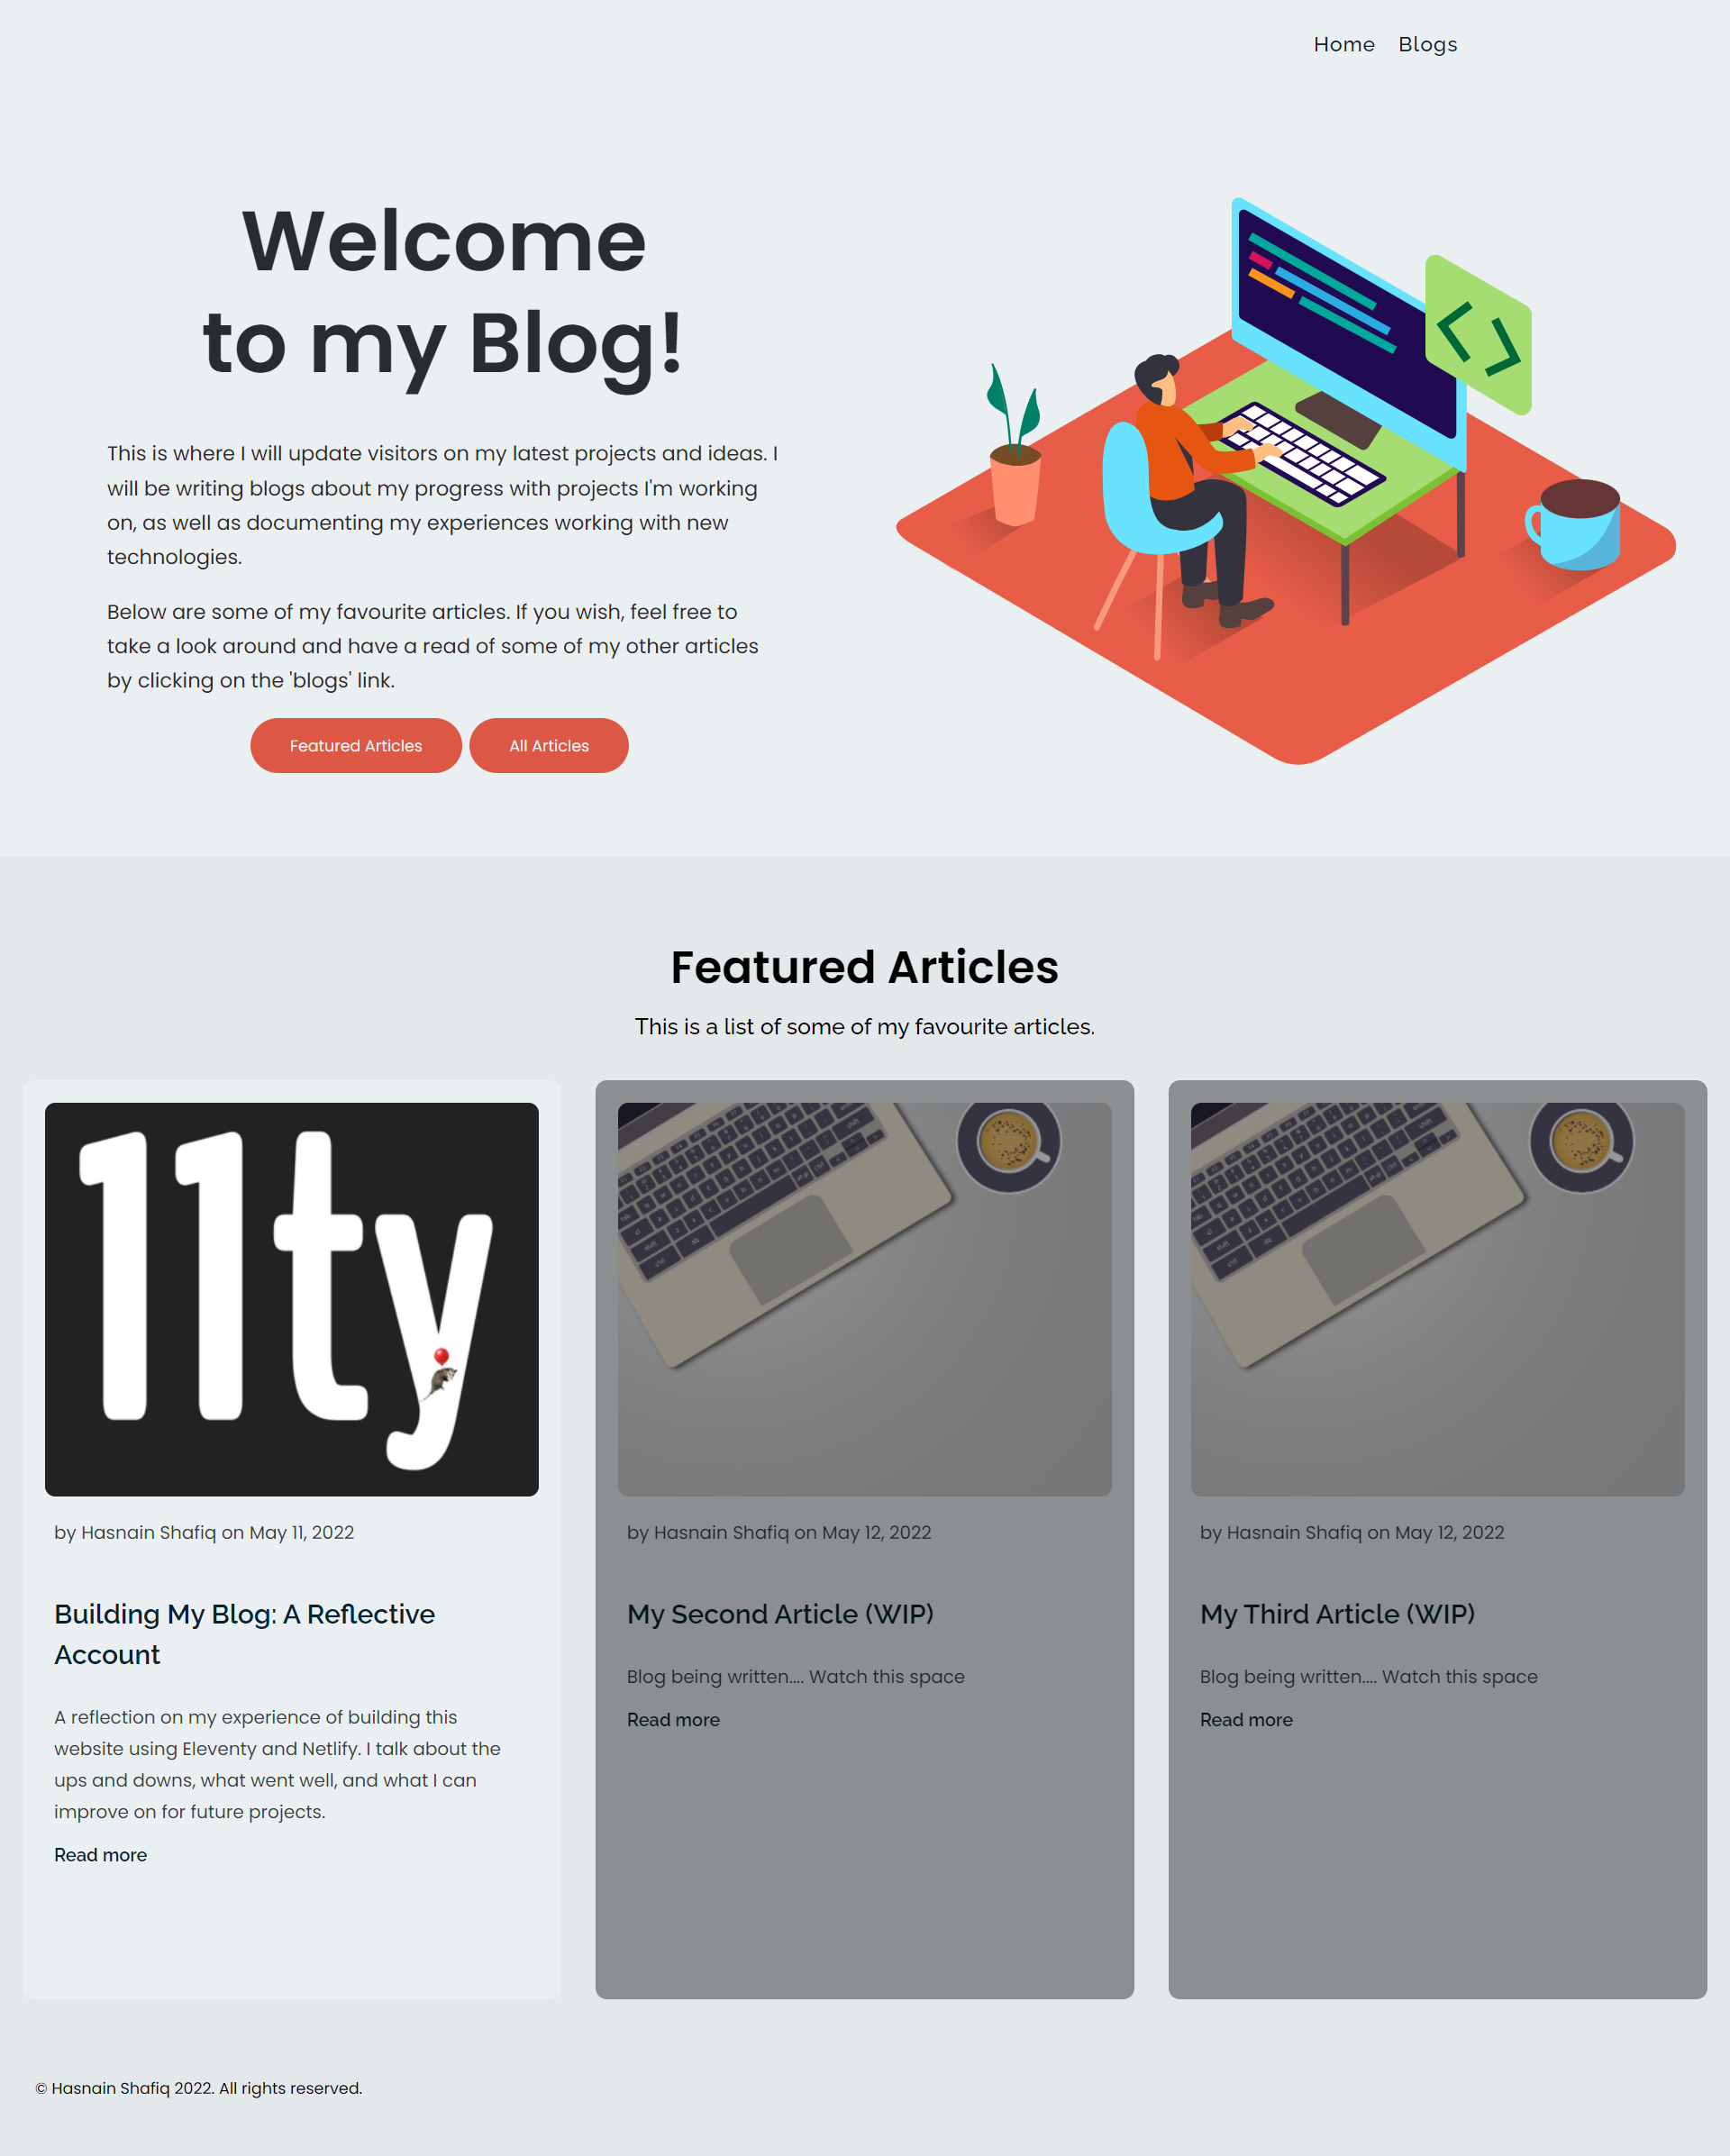 Home Blogs
Welcome
to my Blog!
This is where I will update visitors on my latest projects and ideas. I
will be writing blogs about my progress with projects I'm working
on, as well as documenting my experiences working with new
technologies.
Below are some of my favourite articles. If you wish, feel free to
take a look around and have a read of some of my other articles
by clicking on the 'blogs' link.
Featured Articles All Articles
Featured Articles
This is a list of some of my favourite articles.
11ty
by Hasnain Shafiq on May 11, 2022
Building My Blog: A Reflective
Account
A reflection on my experience of building this
website using Eleventy and Netlify. I talk about the
ups and downs, what went well, and what I can
improve on for future projects.
Read more
by Hasnain Shafiq on May 12, 2022
My Second Article (WIP)
Blog being written.... Watch this space
Read more
by Hasnain Shafiq on May 12, 2022
My Third Article (WIP)
Blog being written.... Watch this space
Read more
© Hasnain Shafiq 2022. All rights reserved.